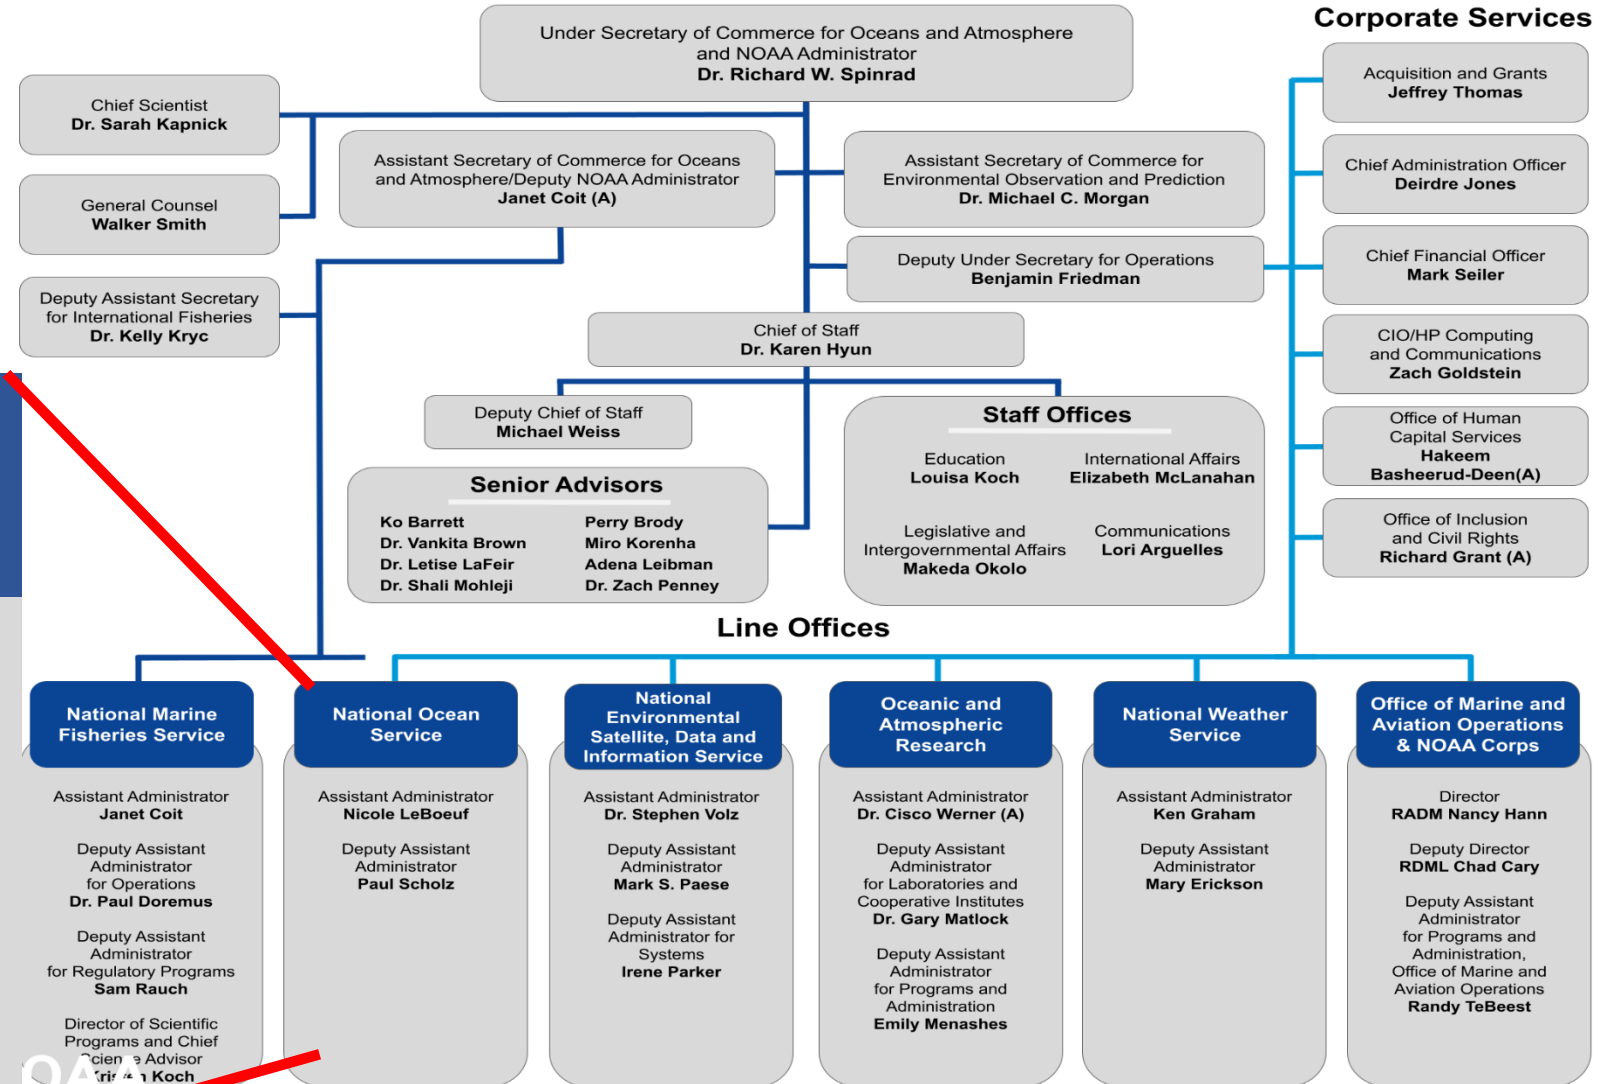 Corporate Services
Under Secretary of Commerce for Oceans and Atmosphere
and NOAA Administrator
Dr. Richard W. Spinrad
Chief Scientist
Dr. Sarah Kapnick
General Counsel
Walker Smith
Deputy Assistant Secretary
for International Fisheries
Dr. Kelly Kryc
Assistant Secretary of Commerce for Oceans
and Atmosphere/Deputy NOAA Administrator
Janet Coit (A)
Assistant Secretary of Commerce for
Environmental Observation and Prediction
Dr. Michael C. Morgan
Deputy Under Secretary for Operations
Benjamin Friedman
Chief of Staff
Dr. Karen Hyun
Deputy Chief of Staff
Michael Weiss
Senior Advisors
Ko Barrett
Dr. Vankita Brown
Dr. Letise LaFeir
Dr. Shali Mohleji
Perry Brody
Miro Korenha
Adena Leibman
Dr. Zach Penney
Staff Offices
Education
Louisa Koch
International Affairs
Elizabeth McLanahan
Legislative and
Intergovernmental Affairs
Makeda Okolo
Communications
Lori Arguelles
Acquisition and Grants
Jeffrey Thomas
Chief Administration Officer
Deirdre Jones
Chief Financial Officer
Mark Seiler
CIO/HP Computing
and Communications
Zach Goldstein
Office of Human
Capital Services
Hakeem
Basheerud-Deen(A)
Office of Inclusion
and Civil Rights
Richard Grant (A)
Line Offices
National Marine
Fisheries Service
Assistant Administrator
Janet Coit
Deputy Assistant
Administrator
for Operations
Dr. Paul Doremus
Deputy Assistant
Administrator
for Regulatory Programs
Sam Rauch
Director of Scientific
Programs and Chief
Science Advisor
Koch
OAA
National Ocean
Service
Assistant Administrator
Nicole LeBoeuf
Deputy Assistant
Administrator
Paul Scholz
National
Environmental
Satellite, Data and
Information Service
Assistant Administrator
Dr. Stephen Volz
Deputy Assistant
Administrator
Mark S. Paese
Deputy Assistant
Administrator for
Systems
Irene Parker
Oceanic and
Atmospheric
Research
Assistant Administrator
Dr. Cisco Werner (A)
Deputy Assistant
Administrator
for Laboratories and
Cooperative Institutes
Dr. Gary Matlock
Deputy Assistant
Administrator
for Programs and
Administration
Emily Menashes
National Weather
Service
Assistant Administrator
Ken Graham
Deputy Assistant
Administrator
Mary Erickson
Office of Marine and
Aviation Operations
& NOAA Corps
Director
RADM Nancy Hann
Deputy Director
RDML Chad Cary
Deputy Assistant
Administrator
for Programs and
Administration,
Office of Marine and
Aviation Operations
Randy TeBeest